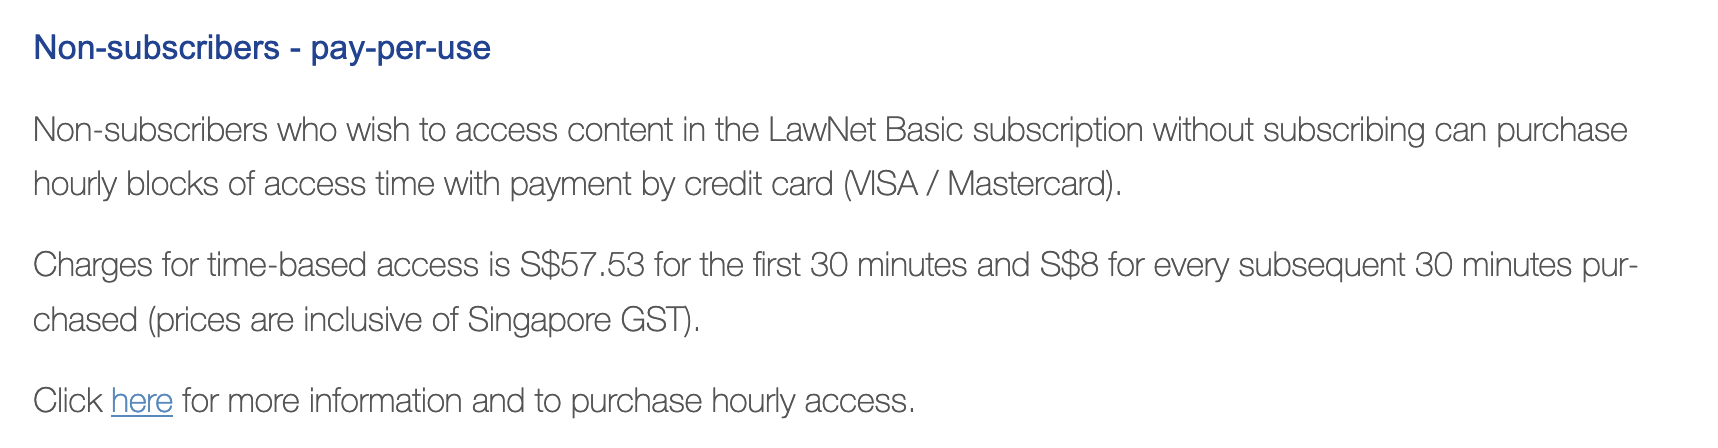 Non-subscribers - pay-per-use
Non-subscribers who wish to access content in the LawNet Basic subscription without subscribing can purchase
hourly blocks of access time with payment by credit card (VISA / Mastercard).
Charges for time-based access is S$57.53 for the first 30 minutes and S$8 for every subsequent 30 minutes pur-
chased (prices are inclusive of Singapore GST).
Click here for more information and to purchase hourly access.